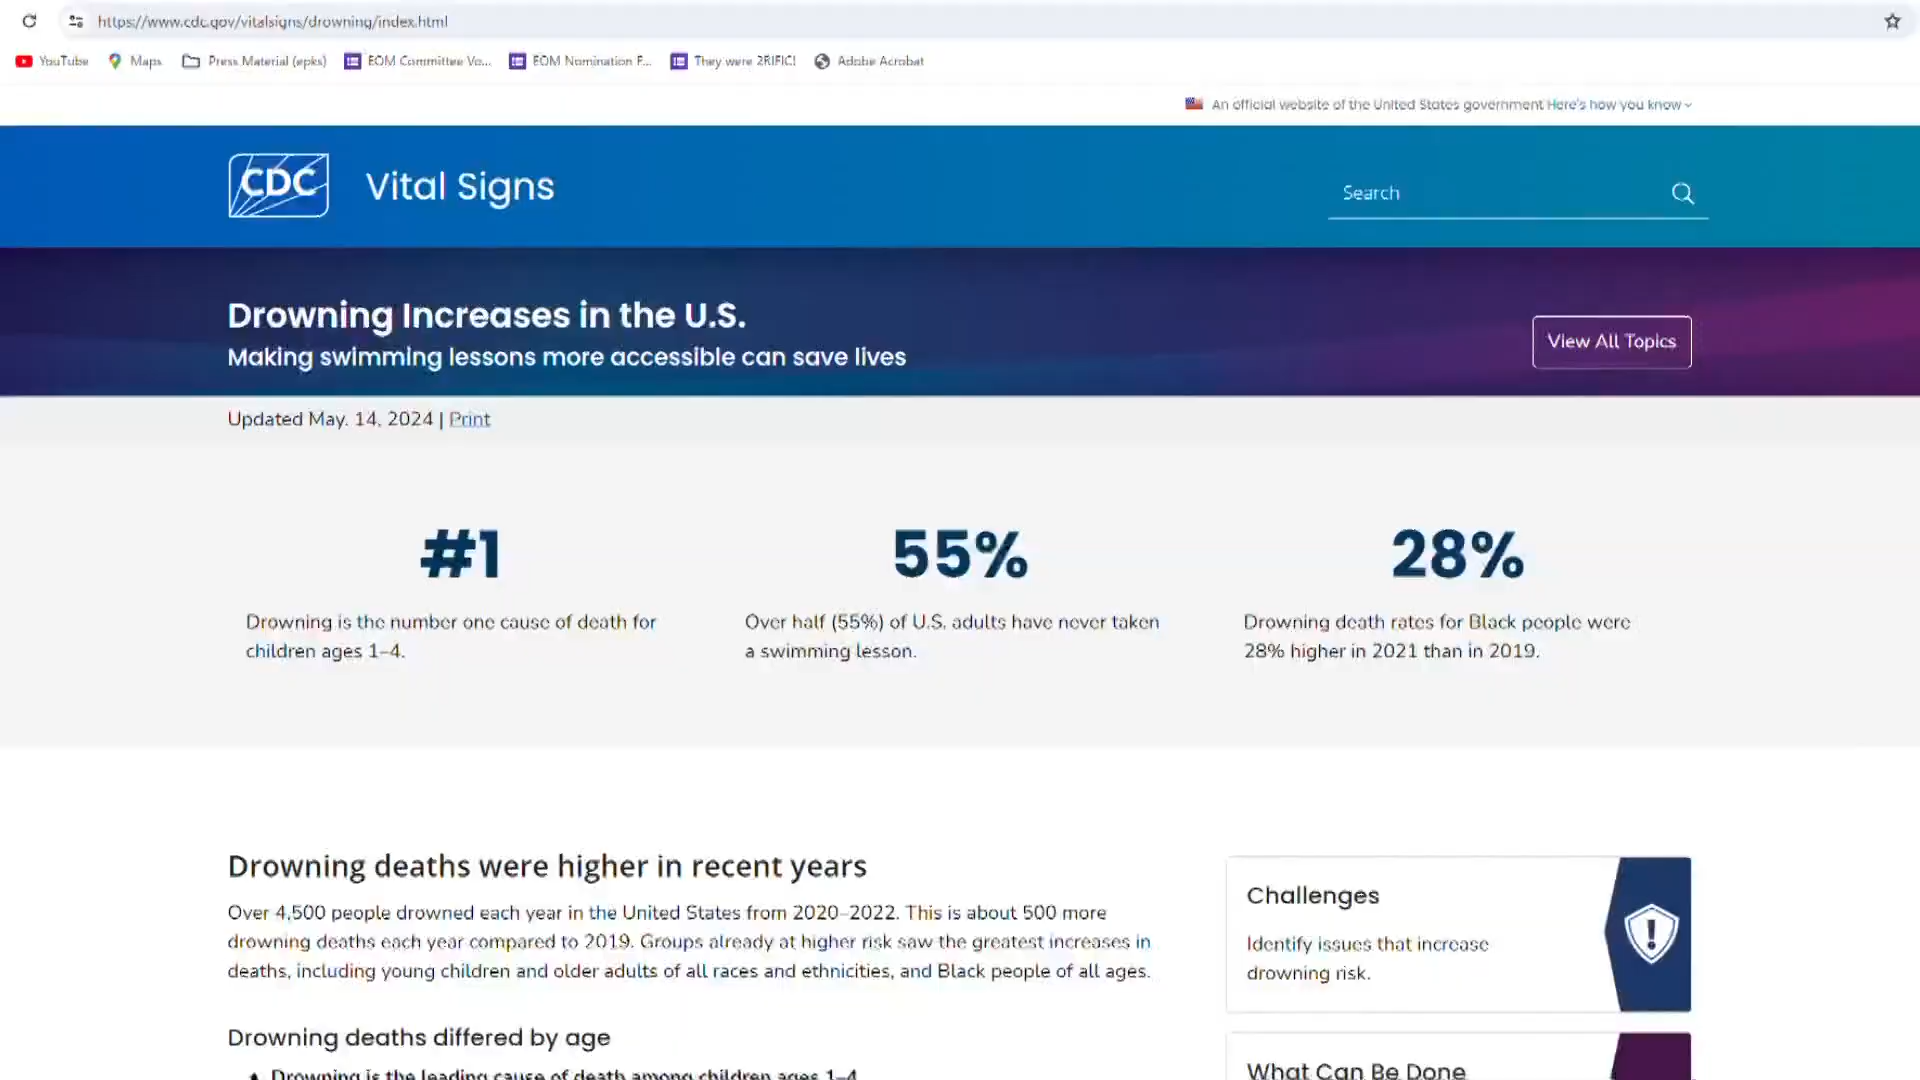 https://www.cdc.gov/vitalsigns/drowning/index.html
YouTube Maps Press Material (epks) EOM Committee Vo... EOM Nomination F... They were 2RIFIC! Adobe Acrobat
An official website of the United States government Here's how you know
CDC Vital Signs
Search
Drowning Increases in the U.S.
Making swimming lessons more accessible can save lives
View All Topics
Updated May. 14, 2024 | Print
#1
Drowning is the number one cause of death for
children ages 1–4.
55%
Over half (55%) of U.S. adults have never taken
a swimming lesson.
28%
Drowning death rates for Black people were
28% higher in 2021 than in 2019.
Drowning deaths were higher in recent years
Over 4,500 people drowned each year in the United States from 2020–2022. This is about 500 more
drowning deaths each year compared to 2019. Groups already at higher risk saw the greatest increases in
deaths, including young children and older adults of all races and ethnicities, and Black people of all ages.
Drowning deaths differed by age
• Drowning is the leading cause of death among children ages 1–4
Challenges
Identify issues that increase
drowning risk.
What Can Be Done